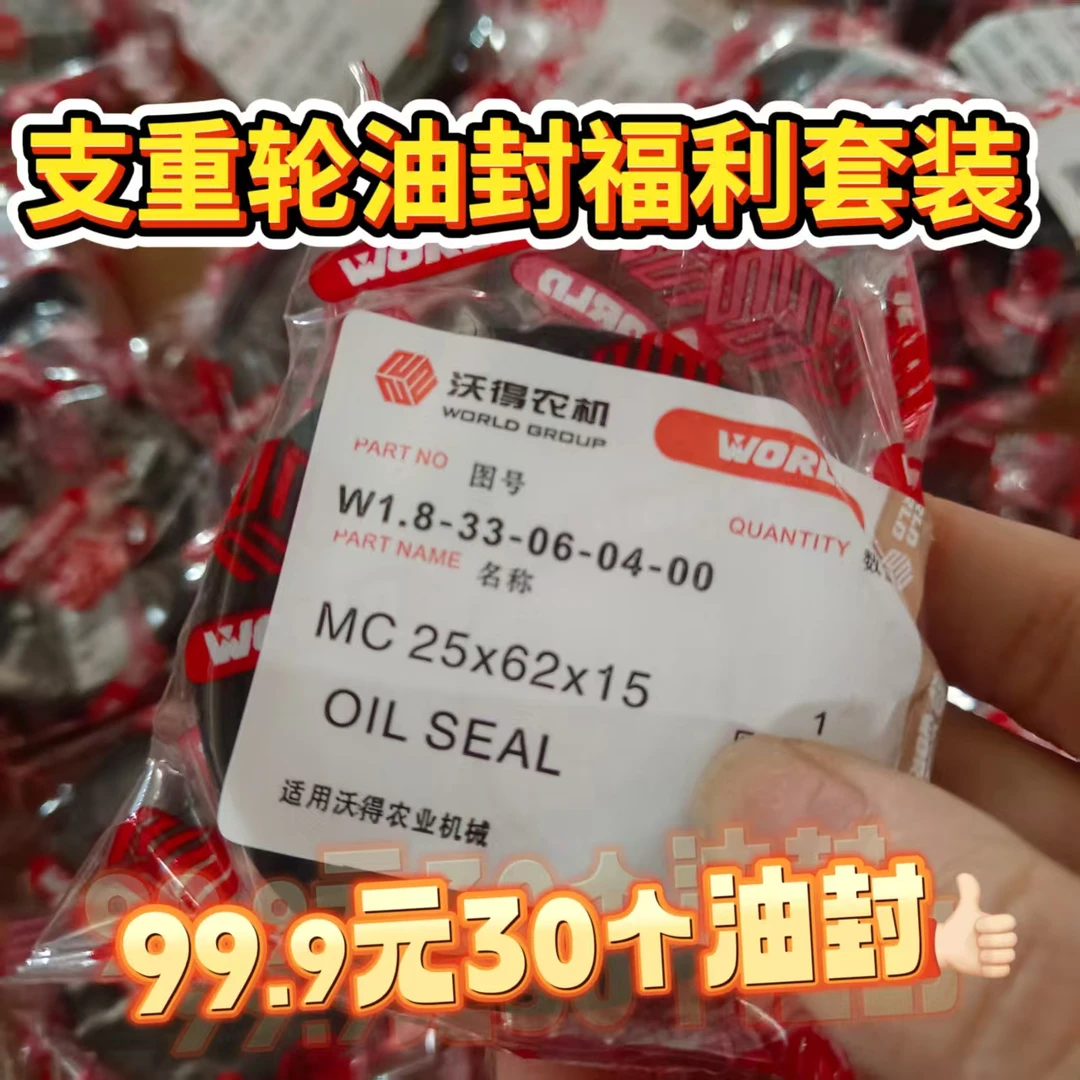 支重轮油封福利套装
沃得农机
WORLD GROUP
PART NO 图号
W1.8-33-06-04-00
PART NAME 名称
QUANTITY
MC 25x62x15
OIL SEAL
1
适用沃得农业机械
99.9元30个油封